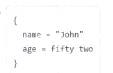 {
name = "John"
age = fifty two
}